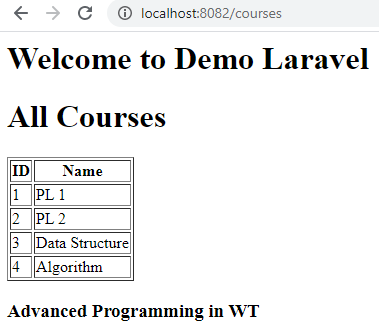 localhost:8082/courses
Welcome to Demo Laravel
All Courses
ID Name
1 PL 1
2 PL 2
3 Data Structure
4 Algorithm
Advanced Programming in WT